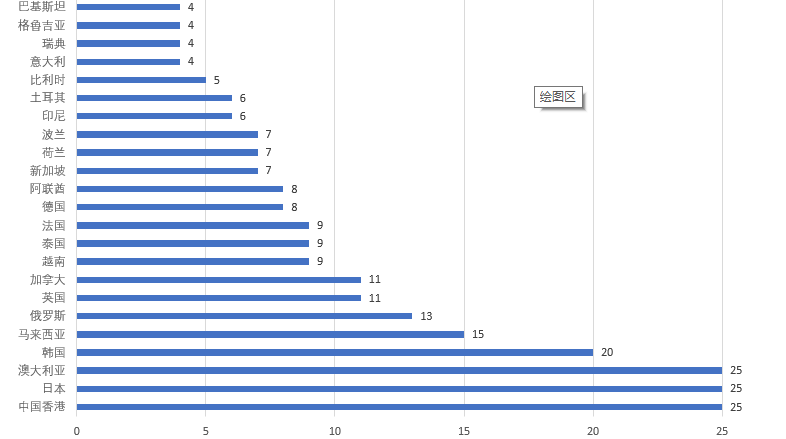 巴基斯坦 4
格鲁吉亚 4
瑞典 4
意大利 4
比利时 5
土耳其 6
绘图区
印尼 6
波兰 7
荷兰 7
新加坡 7
阿联酋 8
德国 8
法国 9
泰国 9
越南 9
加拿大 11
英国 11
俄罗斯 13
马来西亚 15
韩国 20
澳大利亚 25
日本 25
中国香港 25
0 5 10 15 20 25